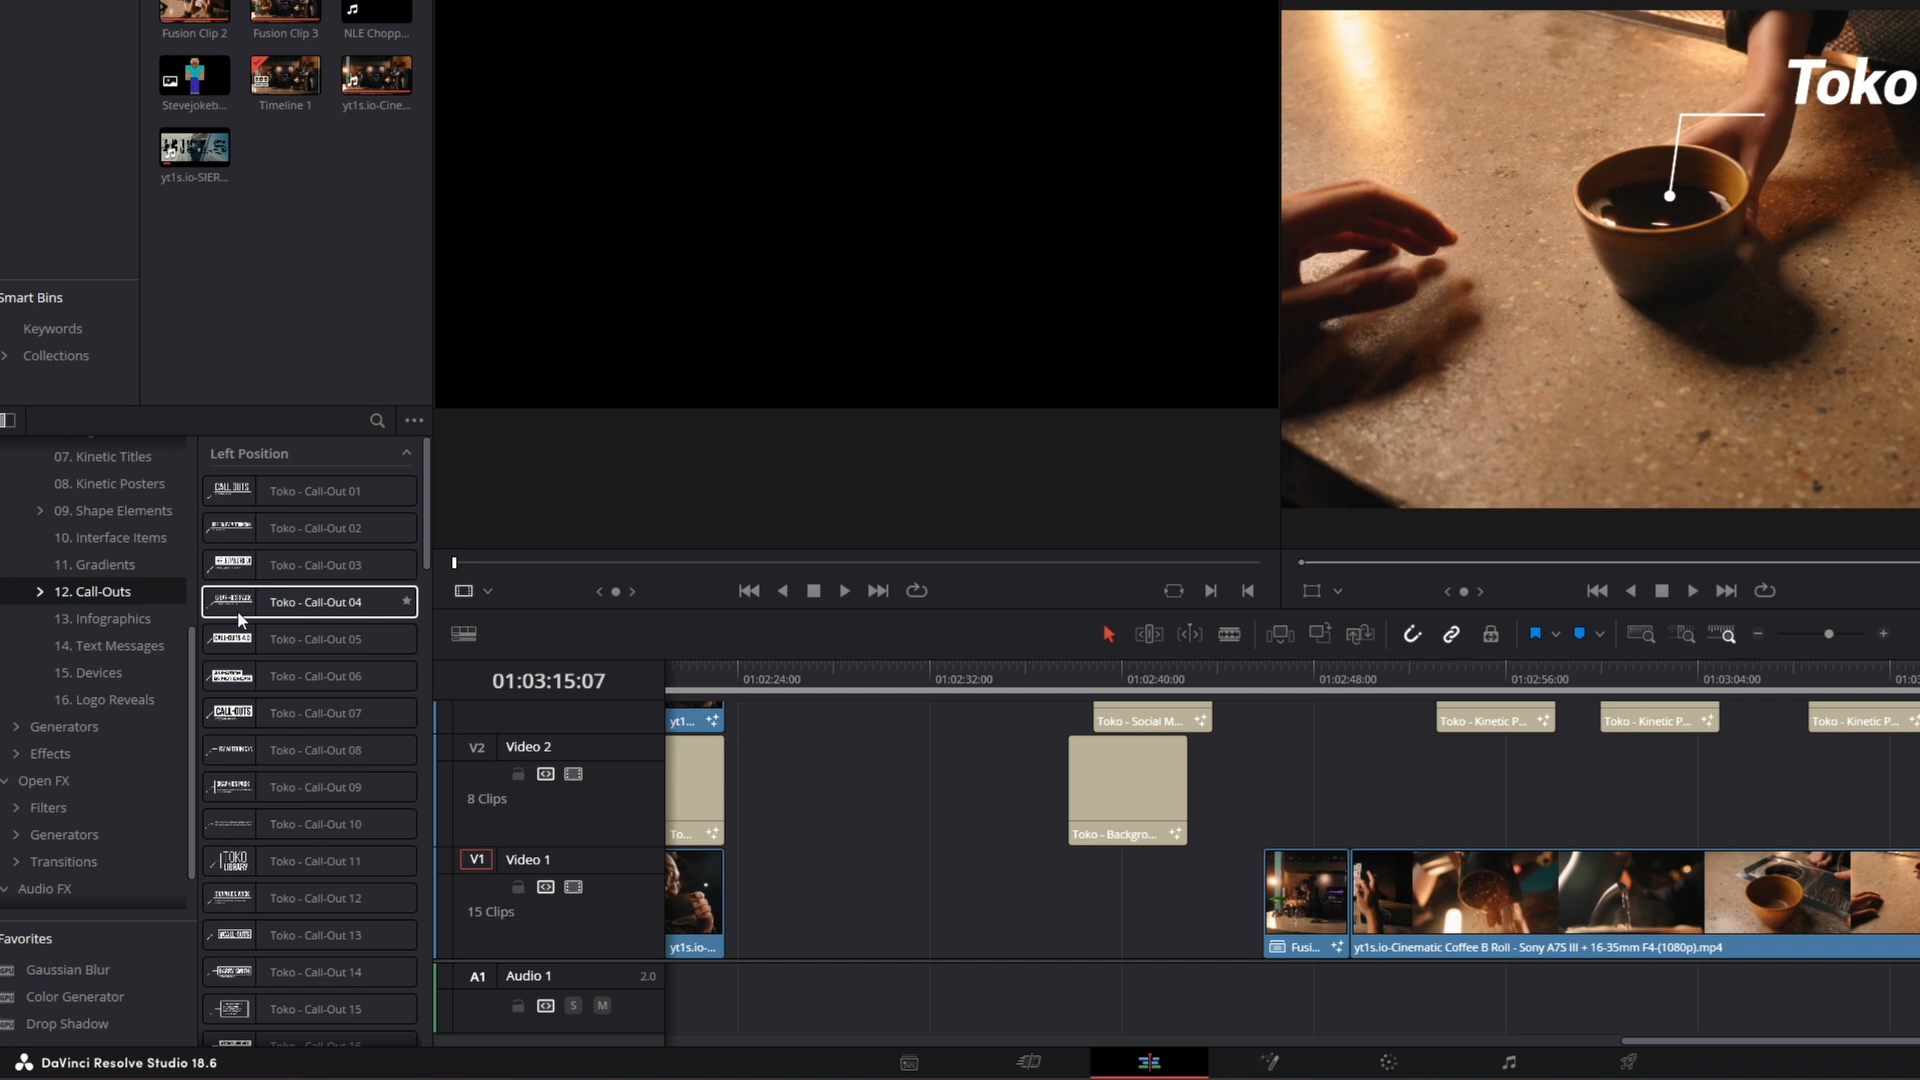 Fusion Clip 2
Fusion Clip 3
NLE Chopp...
Stevejokeb...
Timeline 1
yt1s.io-Cine...
yt1s.io-SIER...
Smart Bins
Keywords
Collections
07. Kinetic Titles
08. Kinetic Posters
09. Shape Elements
10. Interface Items
11. Gradients
12. Call-Outs
13. Infographics
14. Text Messages
15. Devices
16. Logo Reveals
Generators
Effects
Open FX
Filters
Generators
Transitions
Audio FX
Favorites
Gaussian Blur
Color Generator
Drop Shadow
Left Position
CALL OUTS
Toko - Call-Out 01
Toko - Call-Out 02
Toko - Call-Out 03
Toko - Call-Out 04
Toko - Call-Out 05
Toko - Call-Out 06
CALL-OUTS
Toko - Call-Out 07
Toko - Call-Out 08
Toko - Call-Out 09
Toko - Call-Out 10
TOKO
LIBRARY
Toko - Call-Out 11
Toko - Call-Out 12
Toko - Call-Out 13
Toko - Call-Out 14
Toko - Call-Out 15
Toko - Call-Out 16
Toko
01:03:15:07
01:02:24:00
01:02:32:00
01:02:40:00
01:02:48:00
01:02:56:00
01:03:04:00
01:03
yt1...
Toko - Social M...
Toko - Kinetic P...
Toko - Kinetic P...
Toko - Kinetic P...
V2
Video 2
8 Clips
To...
Toko - Backgro...
V1
Video 1
15 Clips
yt1s.io-...
Fusi...
yt1s.io-Cinematic Coffee B Roll - Sony A7S III + 16-35mm F4-(1080p).mp4
A1
Audio 1
2.0
S
M
DaVinci Resolve Studio 18.6